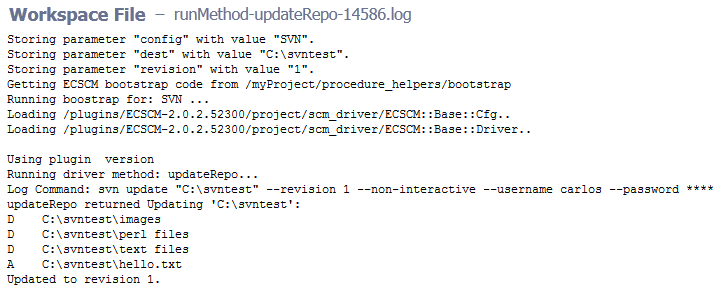 Workspace File – runMethod-updateRepo-14586.log
Storing parameter "config" with value "SVN".
Storing parameter "dest" with value "C:\svntest".
Storing parameter "revision" with value "1".
Getting ECSCM bootstrap code from /myProject/procedure_helpers/bootstrap
Running boostrap for: SVN ...
Loading /plugins/ECSCM-2.0.2.52300/project/scm_driver/ECSCM::Base::Cfg..
Loading /plugins/ECSCM-2.0.2.52300/project/scm_driver/ECSCM::Base::Driver..
Using plugin  version
Running driver method: updateRepo...
Log Command: svn update "C:\svntest" --revision 1 --non-interactive --username carlos --password ****
updateRepo returned Updating 'C:\svntest':
D    C:\svntest\images
D    C:\svntest\perl files
D    C:\svntest\text files
A    C:\svntest\hello.txt
Updated to revision 1.